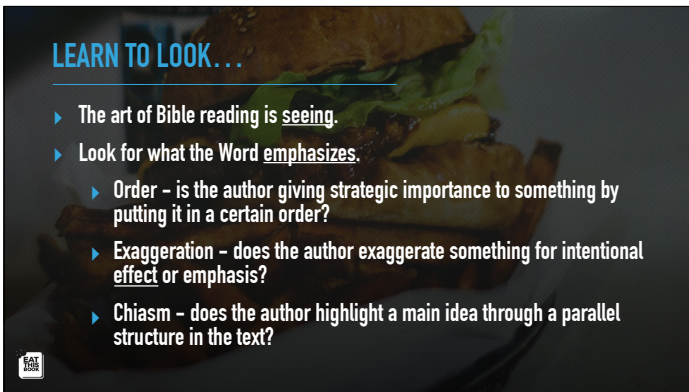 LEARN TO LOOK…
The art of Bible reading is seeing.
Look for what the Word emphasizes.
Order – is the author giving strategic importance to something by
putting it in a certain order?
Exaggeration – does the author exaggerate something for intentional
effect or emphasis?
Chiasm – does the author highlight a main idea through a parallel
structure in the text?
EAT
THIS
BOOK